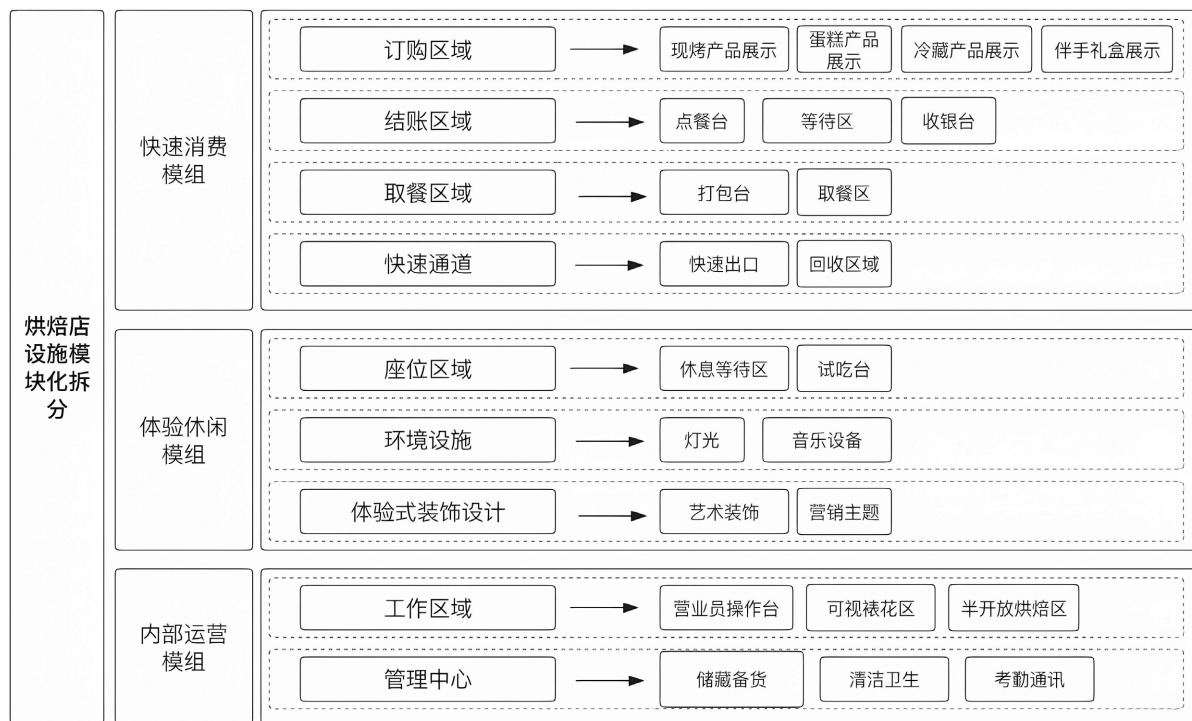 烘焙店
设施模
块化拆
分
快速消费
模组
订购区域
现烤产品展示
蛋糕产品
展示
冷藏产品展示
伴手礼盒展示
结账区域
点餐台
等待区
收银台
取餐区域
打包台
取餐区
快速通道
快速出口
回收区域
体验休闲
模组
座位区域
休息等待区
试吃台
环境设施
灯光
音乐设备
体验式装饰设计
艺术装饰
营销主题
内部运营
模组
工作区域
营业员操作台
可视裱花区
半开放烘焙区
管理中心
储藏备货
清洁卫生
考勤通讯